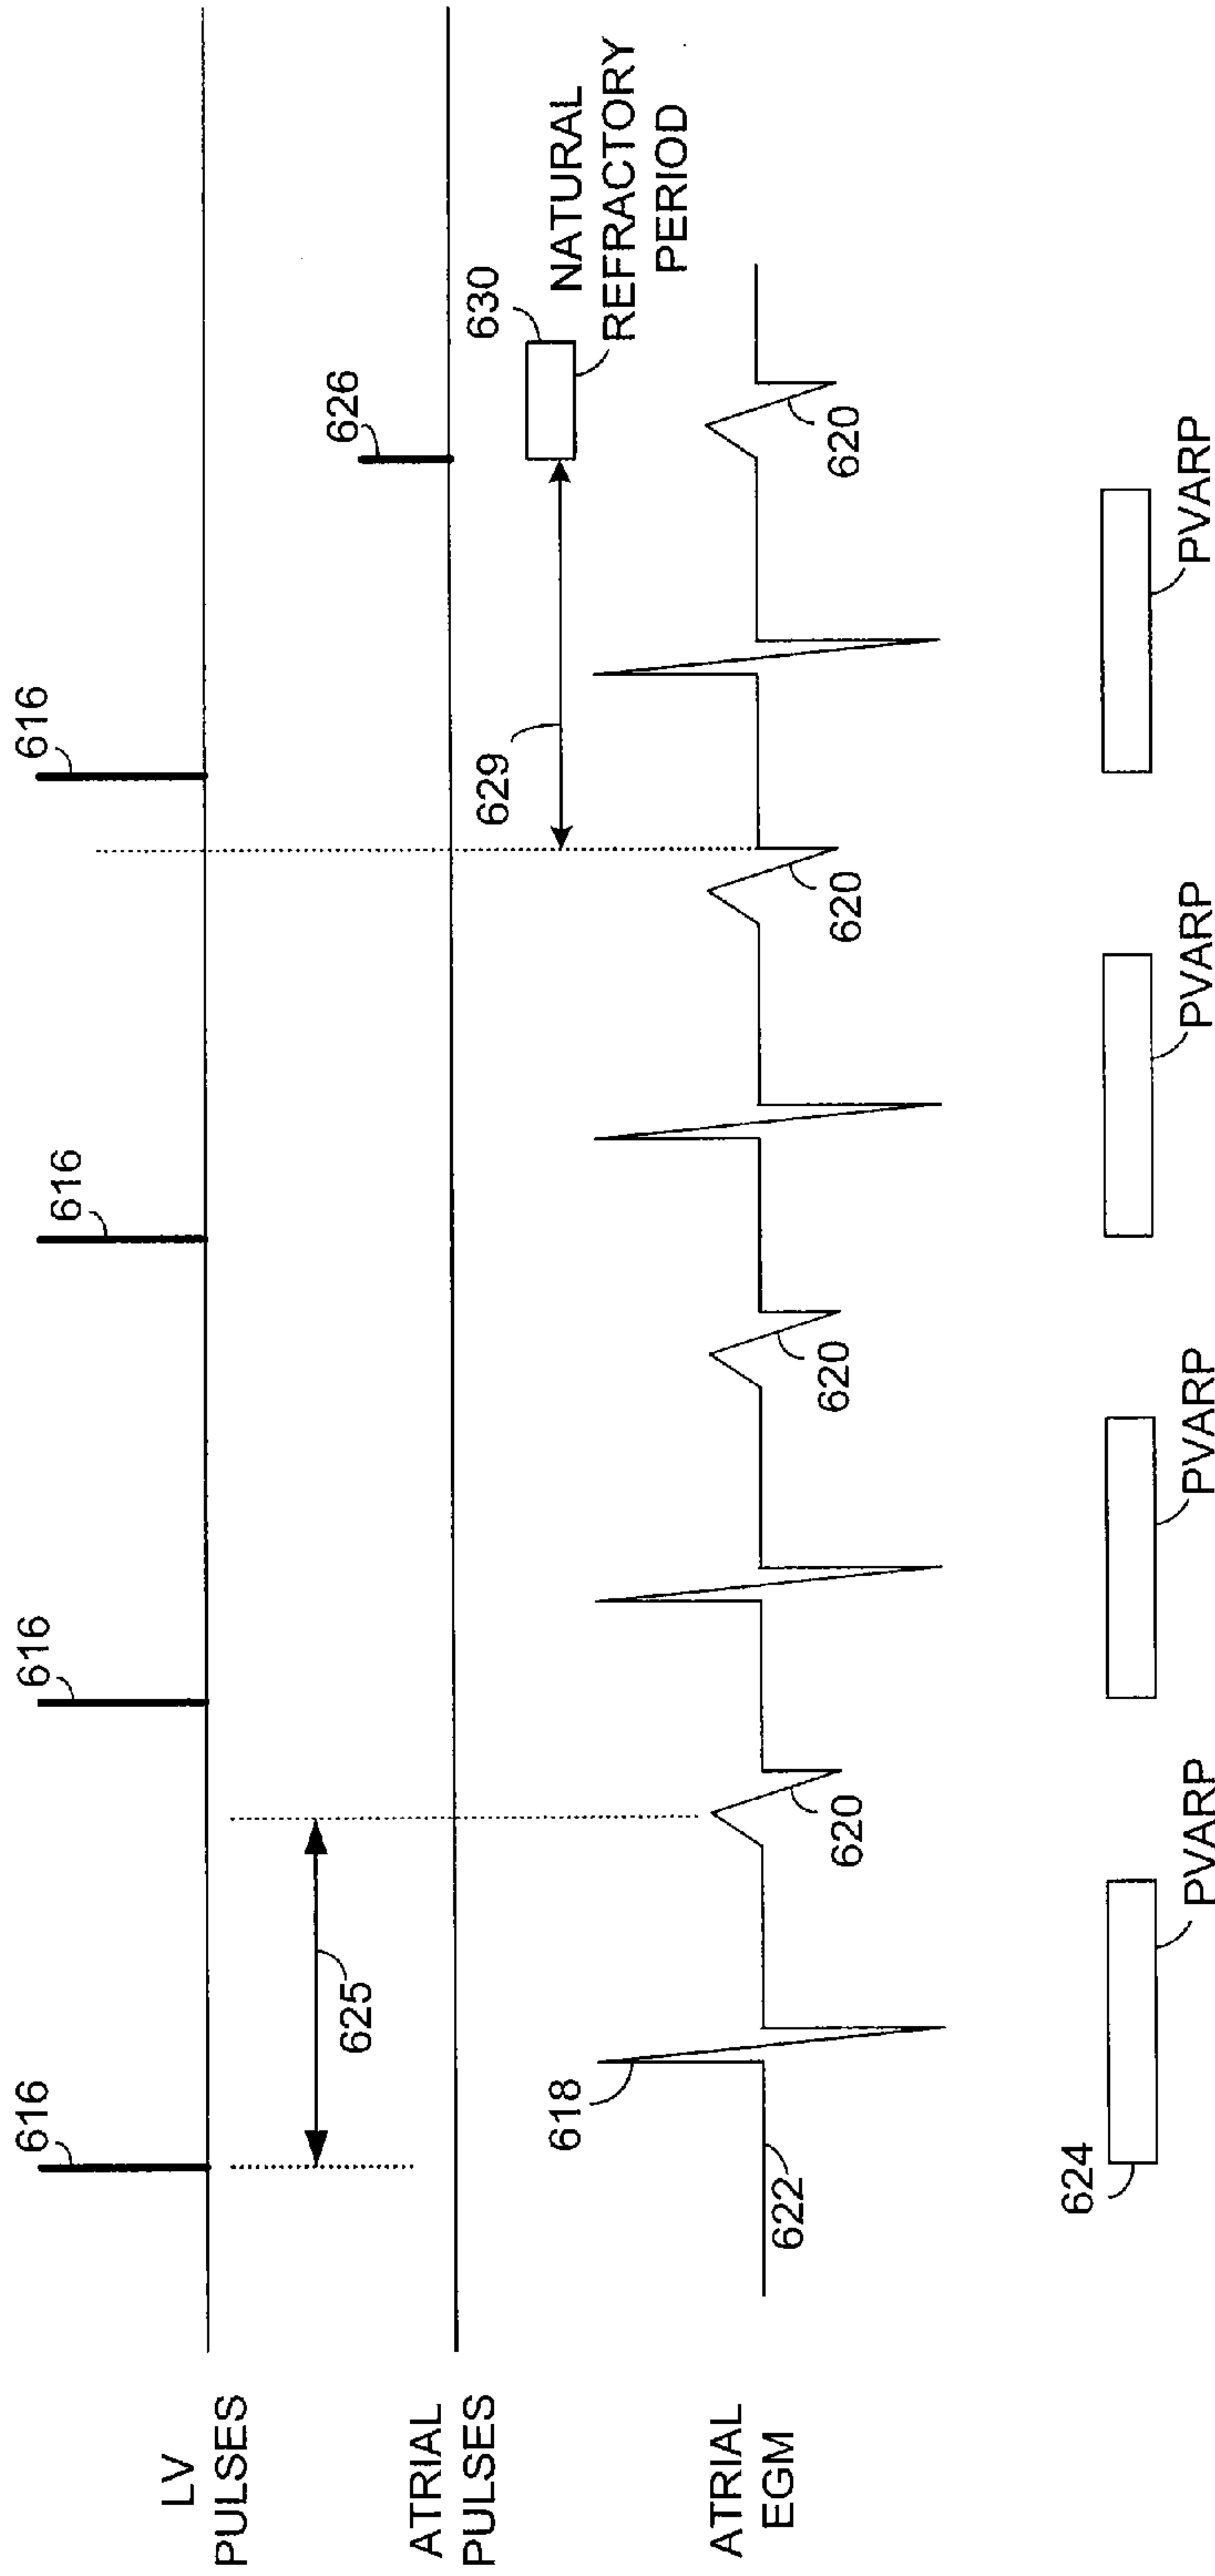 LV
PULSES
616
616
616
616
625
ATRIAL
PULSES
626
629
630
NATURAL
REFRACTORY
PERIOD
ATRIAL
EGM
618
622
620
620
620
620
624
PVARP
PVARP
PVARP
PVARP